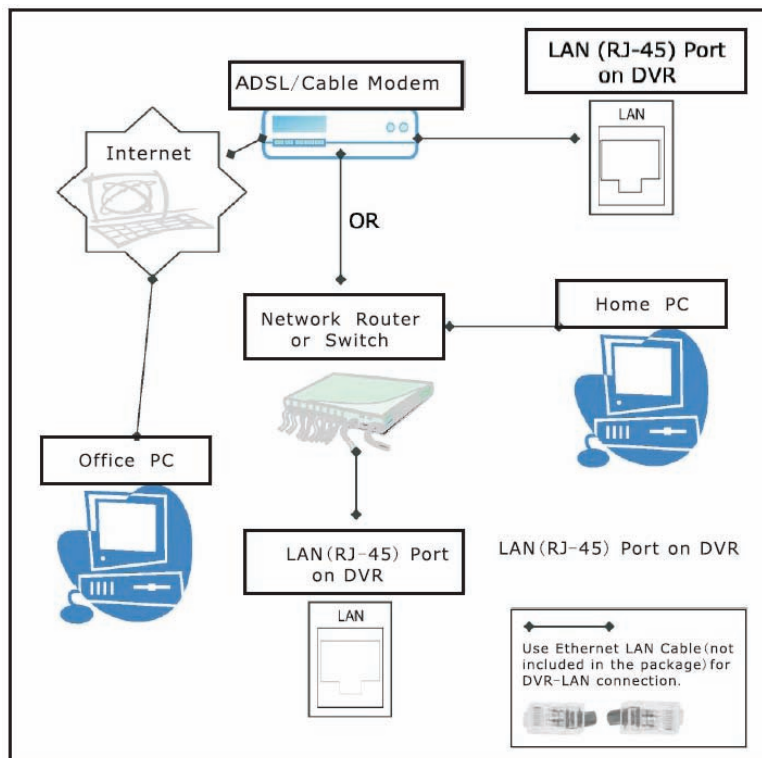 LAN (RJ-45) Port
on DVR
ADSL/Cable Modem
LAN
Internet
OR
Network Router
or Switch
Home PC
Office PC
LAN(RJ-45) Port
on DVR
LAN(RJ-45) Port on DVR
LAN
Use Ethernet LAN Cable(not
included in the package)for
DVR-LAN connection.